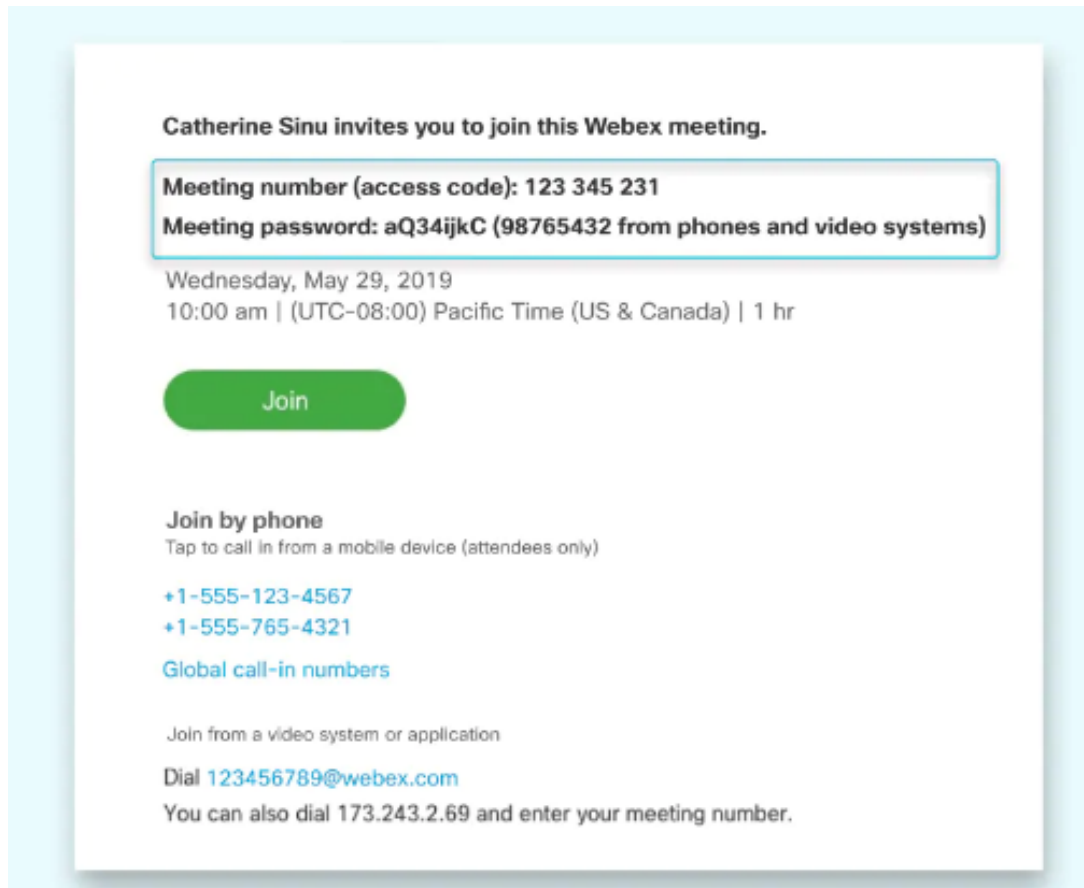 Catherine Sinu invites you to join this Webex meeting.
Meeting number (access code): 123 345 231
Meeting password: aQ34ijkC (98765432 from phones and video systems)
Wednesday, May 29, 2019
10:00 am | (UTC-08:00) Pacific Time (US & Canada) | 1 hr
Join
Join by phone
Tap to call in from a mobile device (attendees only)
+1-555-123-4567
+1-555-765-4321
Global call-in numbers
Join from a video system or application
Dial 123456789@webex.com
You can also dial 173.243.2.69 and enter your meeting number.